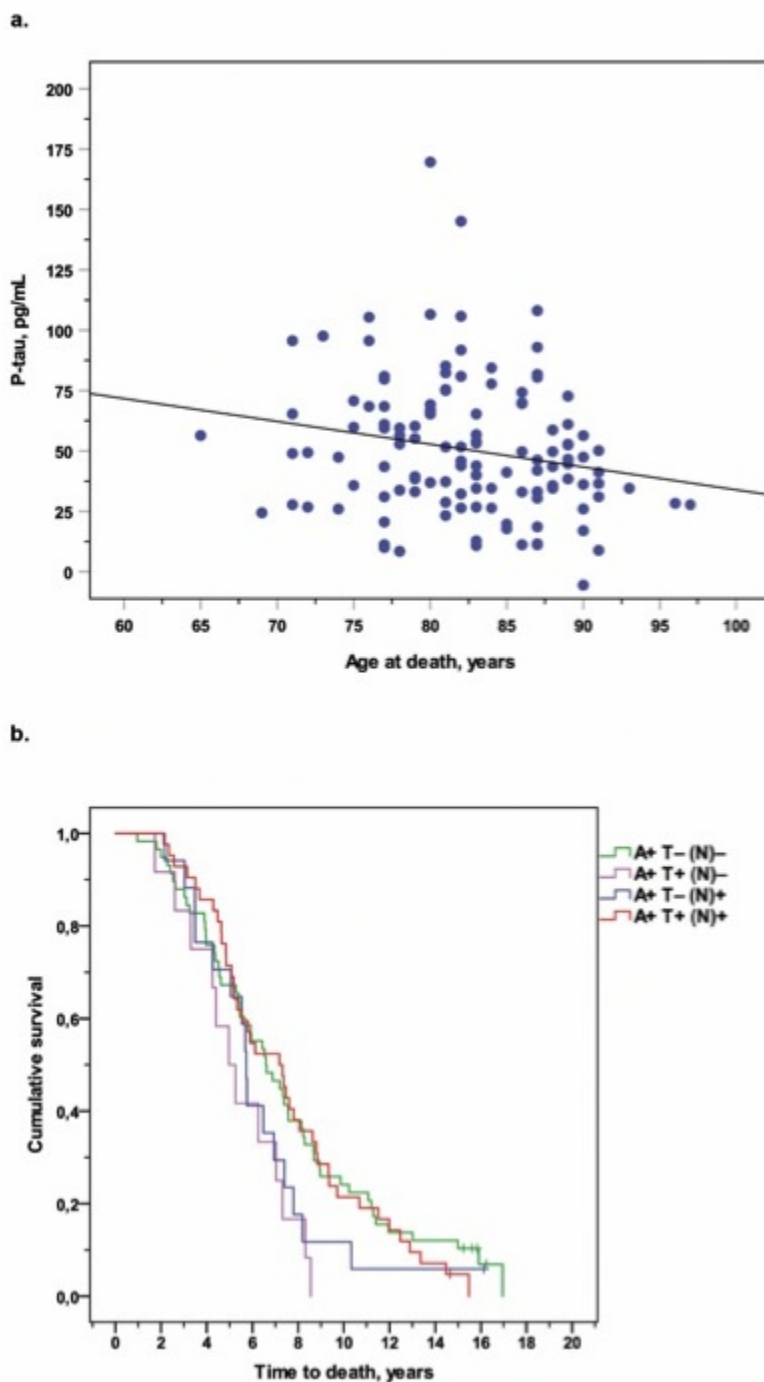 a.
200
175
150
125
100
75
50
25
0
P-tau, pg/mL
60 65 70 75 80 85 90 95 100
Age at death, years
b.
1,0
0,8
0,6
0,4
0,2
0,0
Cumulative survival
A+ T− (N)−
A+ T+ (N)−
A+ T− (N)+
A+ T+ (N)+
0 2 4 6 8 10 12 14 16 18 20
Time to death, years